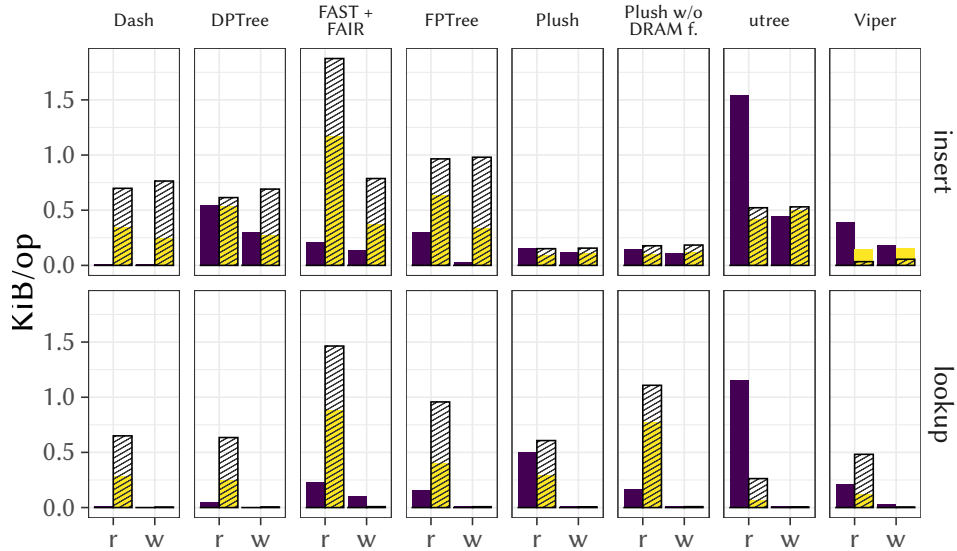 Dash DPTree FAST + FAIR FPTree Plush Plush w/o DRAM f. utree Viper
KiB/op
1.5
1.0
0.5
0.0
insert
1.5
1.0
0.5
0.0
lookup
r w r w r w r w r w r w r w r w